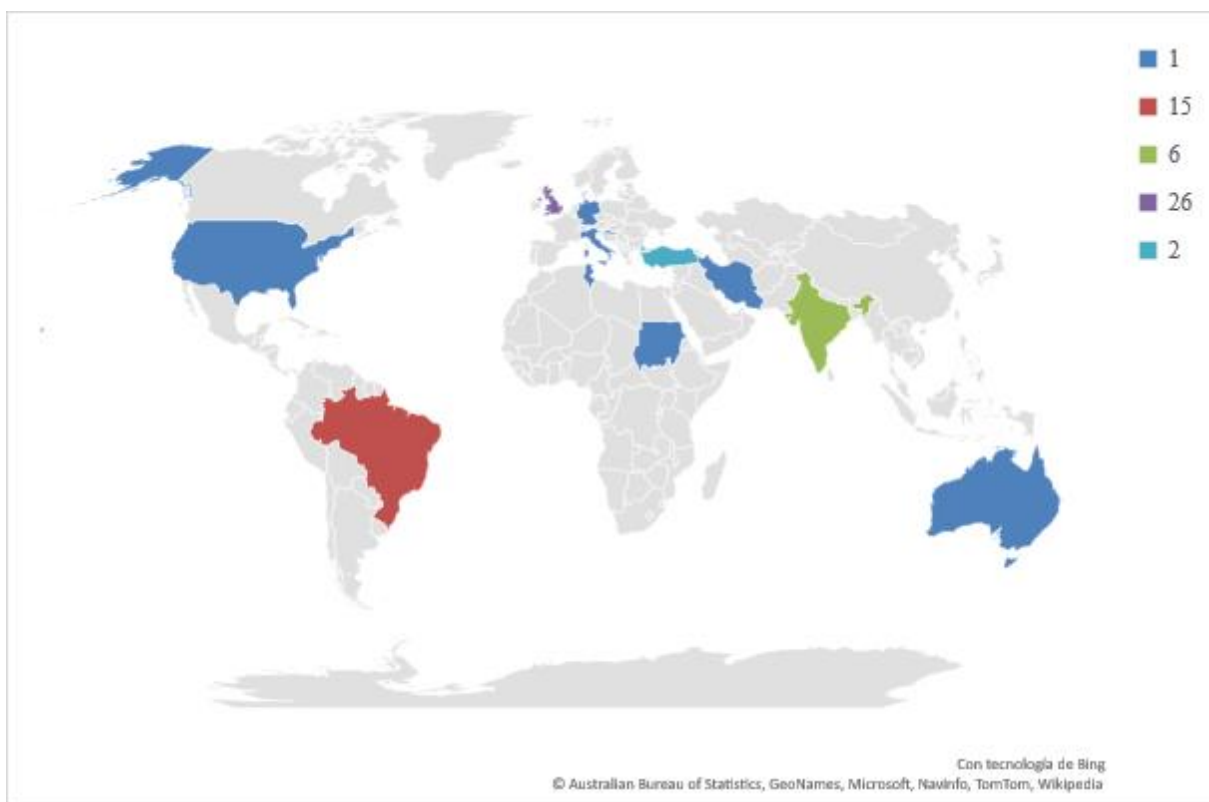 1
15
6
26
2
Con tecnología de Bing
© Australian Bureau of Statistics, GeoNames, Microsoft, Navinfo, TomTom, Wikipedia